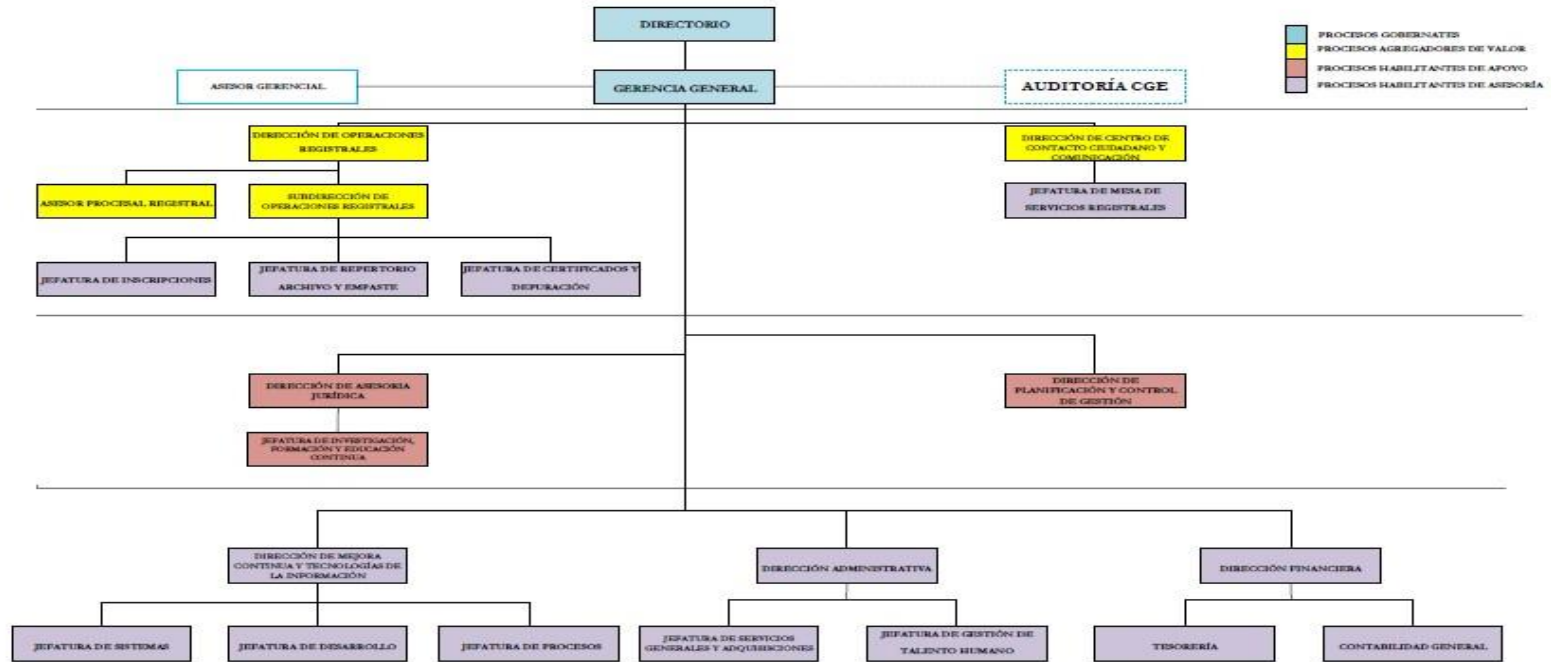 DIRECTORIO
PROCESOS GOBERNATES
PROCESOS AGREGADORES DE VALOR
PROCESOS HABILITANTES DE APOYO
PROCESOS HABILITANTES DE ASESORÍA
ASESOR GERENCIAL
GERENCIA GENERAL
AUDITORÍA CGE
DIRECCIÓN DE OPERACIONES
REGISTRALES
DIRECCIÓN DE CENTRO DE
CONTACTO CIUDADANO Y
COMUNICACIÓN
ASESOR PROCESAL REGISTRAL
SUBDIRECCIÓN DE
OPERACIONES REGISTRALES
JEFATURA DE MESA DE
SERVICIOS REGISTRALES
JEFATURA DE INSCRIPCIONES
JEFATURA DE REPERTORIO
ARCHIVO Y EMPASTE
JEFATURA DE CERTIFICADOS Y
DEPURACIÓN
DIRECCIÓN DE ASESORIA
JURÍDICA
DIRECCIÓN DE
PLANIFICACIÓN Y CONTROL
DE GESTIÓN
JEFATURA DE INVESTIGACIÓN,
FORMACIÓN Y EDUCACIÓN
CONTINUA
DIRECCIÓN DE MEJORA
CONTINUA Y TECNOLOGÍAS DE
LA INFORMACIÓN
DIRECCIÓN ADMINISTRATIVA
DIRECCIÓN FINANCIERA
JEFATURA DE SISTEMAS
JEFATURA DE DESARROLLO
JEFATURA DE PROCESOS
JEFATURA DE SERVICIOS
GENERALES Y ADQUISICIONES
JEFATURA DE GESTIÓN DE
TALENTO HUMANO
TESORERÍA
CONTABILIDAD GENERAL